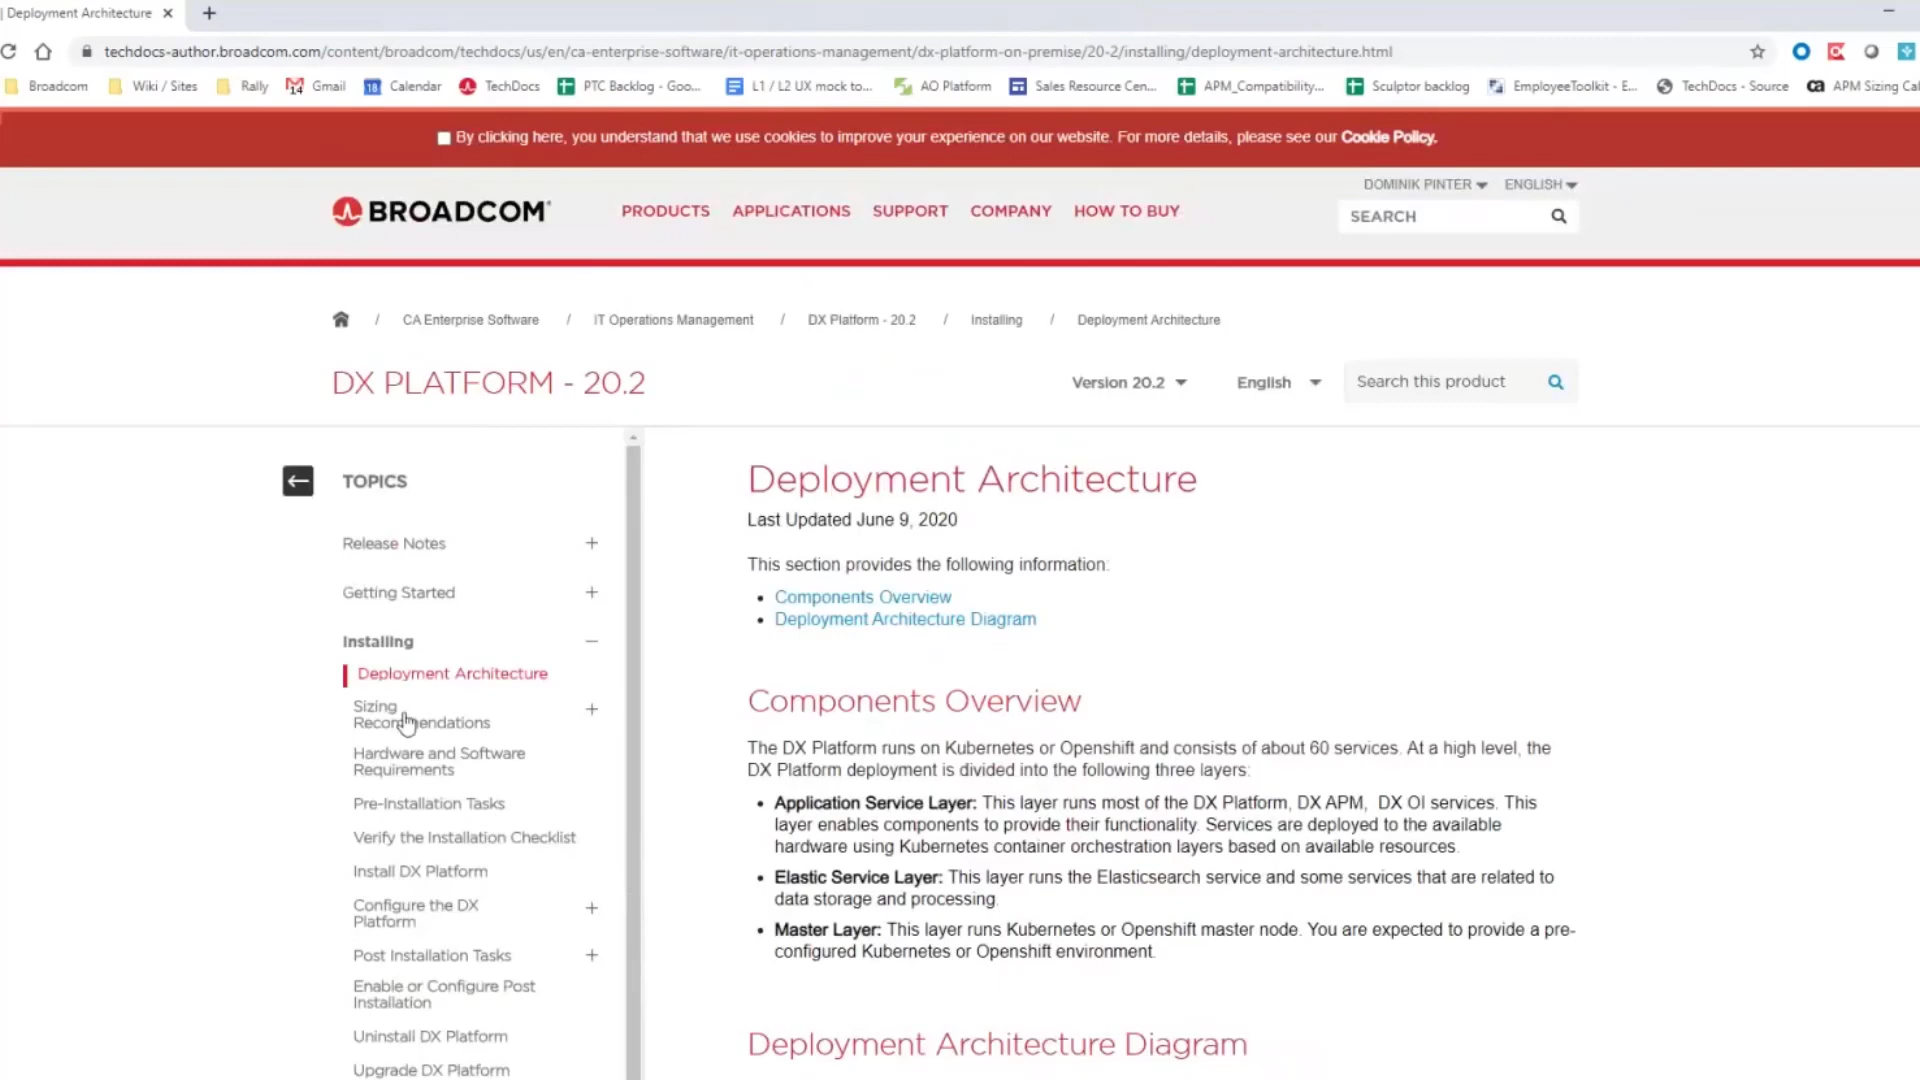 | Deployment Architecture
techdocs-author.broadcom.com/content/broadcom/techdocs/us/en/ca-enterprise-software/it-operations-management/dx-platform-on-premise/20-2/installing/deployment-architecture.html
Broadcom Wiki / Sites Rally 14 Gmail 18 Calendar TechDocs PTC Backlog - Goo... L1 / L2 UX mock to... AO Platform Sales Resource Cen... APM_Compatibility... Sculptor backlog EmployeeToolkit - E... TechDocs - Source ca APM Sizing Cal
By clicking here, you understand that we use cookies to improve your experience on our website. For more details, please see our Cookie Policy.
DOMINIK PINTER ENGLISH
BROADCOM PRODUCTS APPLICATIONS SUPPORT COMPANY HOW TO BUY
SEARCH
/ CA Enterprise Software / IT Operations Management / DX Platform - 20.2 / Installing / Deployment Architecture
DX PLATFORM - 20.2
Version 20.2 English Search this product
TOPICS
Release Notes +
Getting Started +
Installing −
Deployment Architecture
Sizing +
Recommendations
Hardware and Software
Requirements
Pre-Installation Tasks
Verify the Installation Checklist
Install DX Platform
Configure the DX +
Platform
Post Installation Tasks +
Enable or Configure Post
Installation
Uninstall DX Platform
Upgrade DX Platform
Deployment Architecture
Last Updated June 9, 2020
This section provides the following information:
• Components Overview
• Deployment Architecture Diagram
Components Overview
The DX Platform runs on Kubernetes or Openshift and consists of about 60 services. At a high level, the
DX Platform deployment is divided into the following three layers:
• Application Service Layer: This layer runs most of the DX Platform, DX APM, DX OI services. This
layer enables components to provide their functionality. Services are deployed to the available
hardware using Kubernetes container orchestration layers based on available resources.
• Elastic Service Layer: This layer runs the Elasticsearch service and some services that are related to
data storage and processing.
• Master Layer: This layer runs Kubernetes or Openshift master node. You are expected to provide a pre-
configured Kubernetes or Openshift environment.
Deployment Architecture Diagram